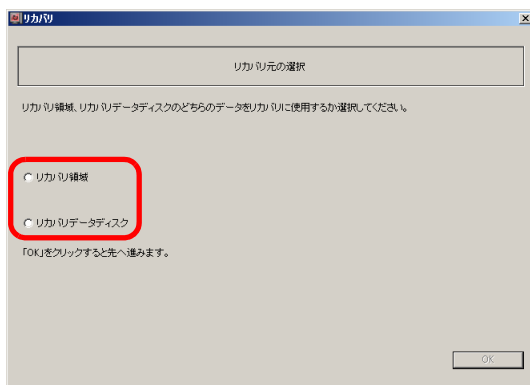 リカバリ
リカバリ元の選択
リカバリ領域、リカバリデータディスクのどちらのデータをリカバリに使用するか選択してください。
リカバリ領域
リカバリデータディスク
「OK」をクリックすると先へ進みます。
OK